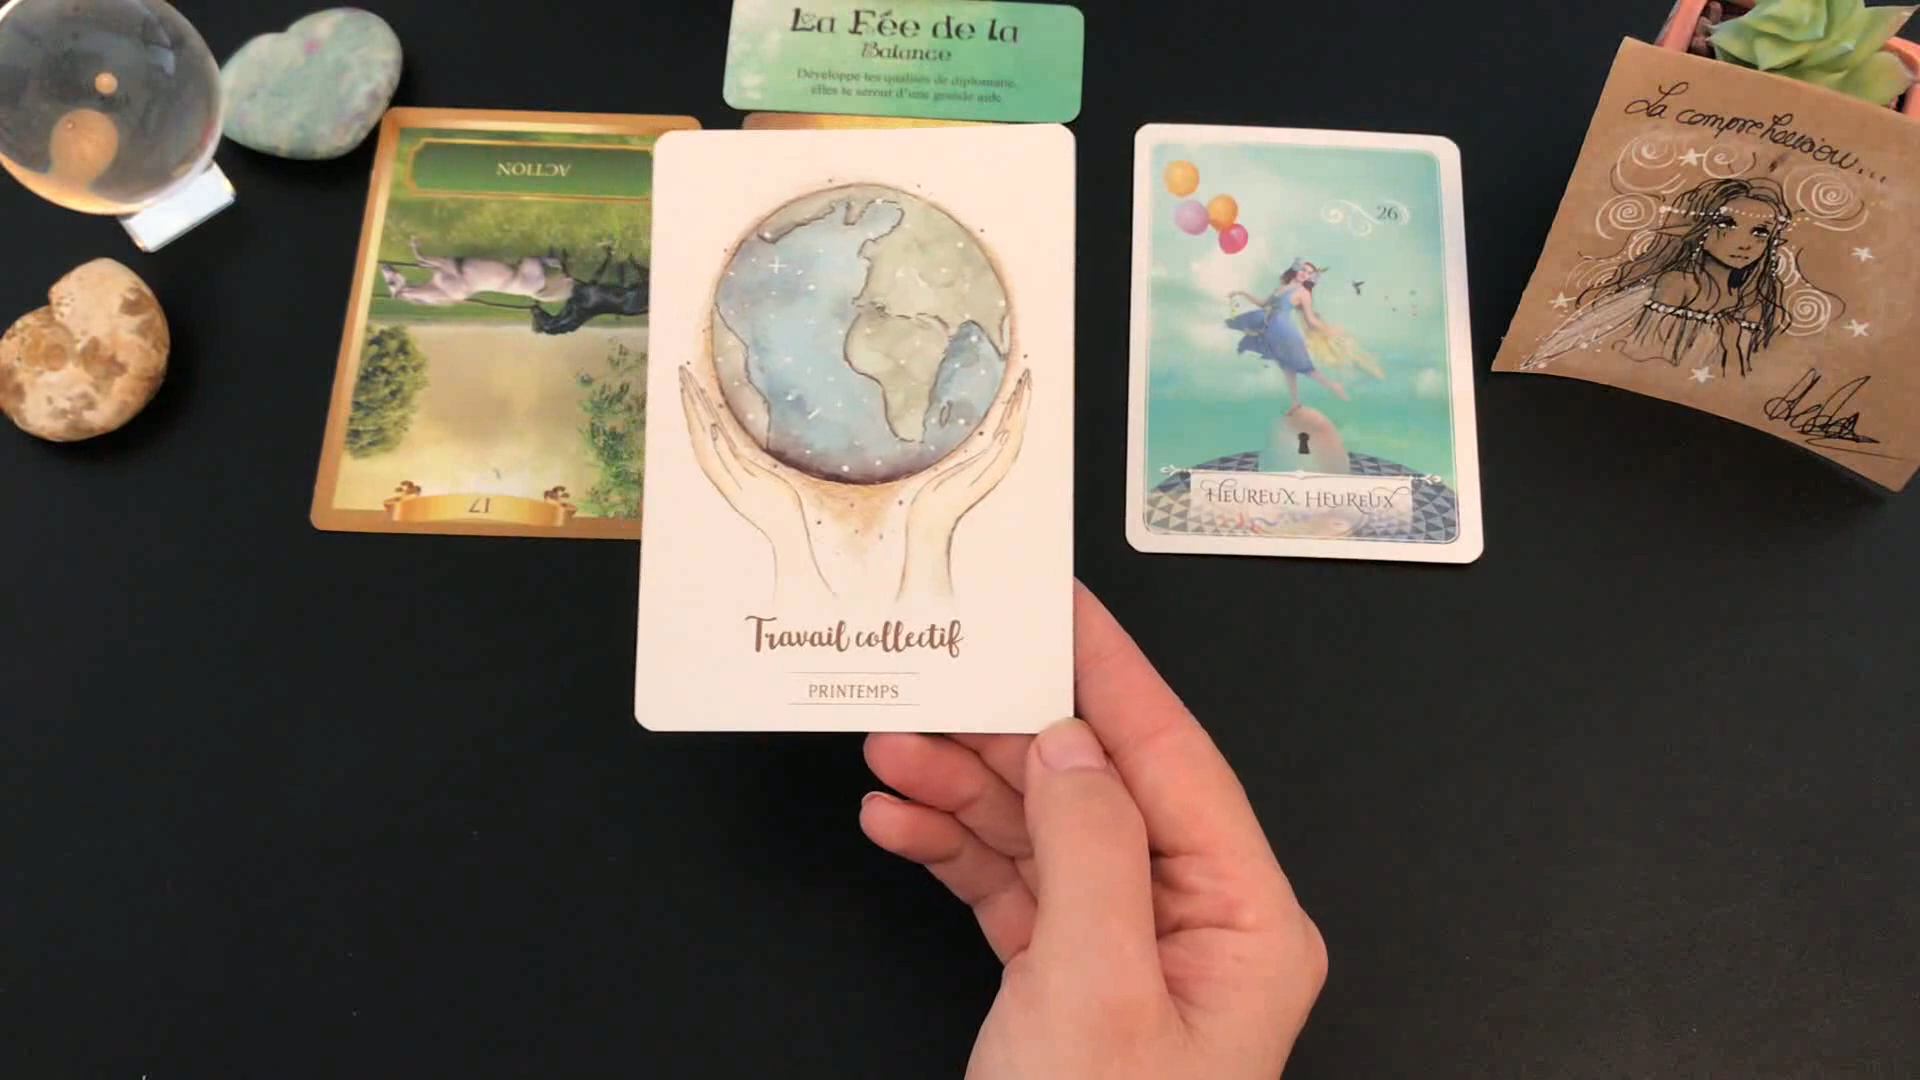 La Fée de la
Balance
Développe tes qualités de diplomatie,
elles te seront d'une grande aide.
La compréhension...
ACTION
17
26
HEUREUX, HEUREUX
Travail collectif
PRINTEMPS